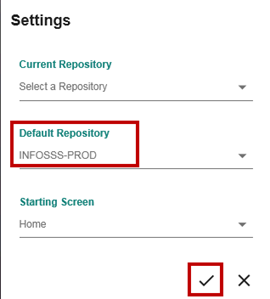 Settings
Current Repository
Select a Repository
Default Repository
INFOSSS-PROD
Starting Screen
Home